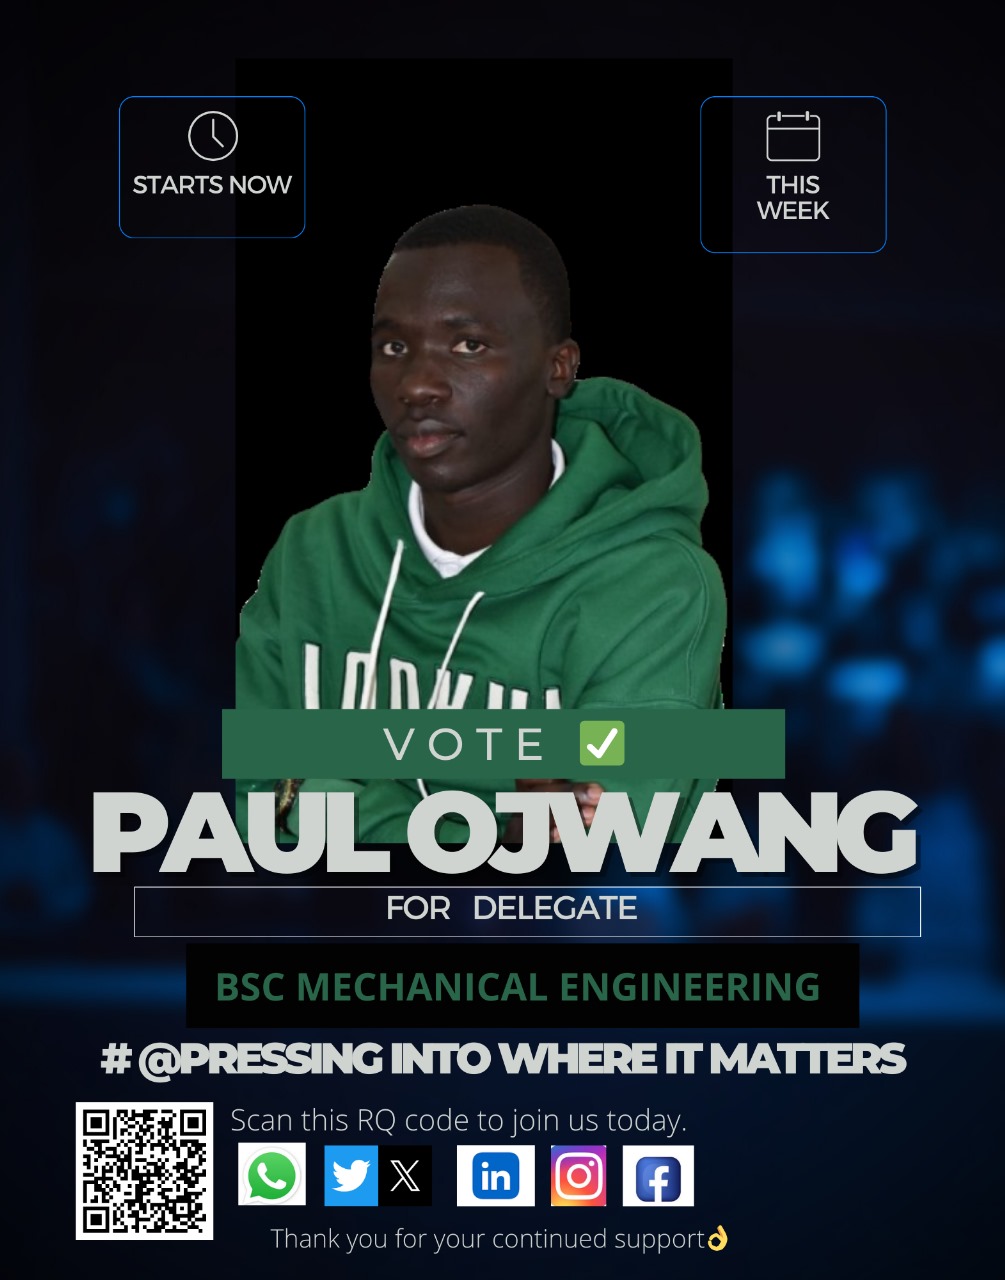 STARTS NOW
THIS
WEEK
VOTE ✅
PAUL OJWANG
FOR DELEGATE
BSC MECHANICAL ENGINEERING
# @PRESSING INTO WHERE IT MATTERS
Scan this RQ code to join us today.
in
Thank you for your continued support👌